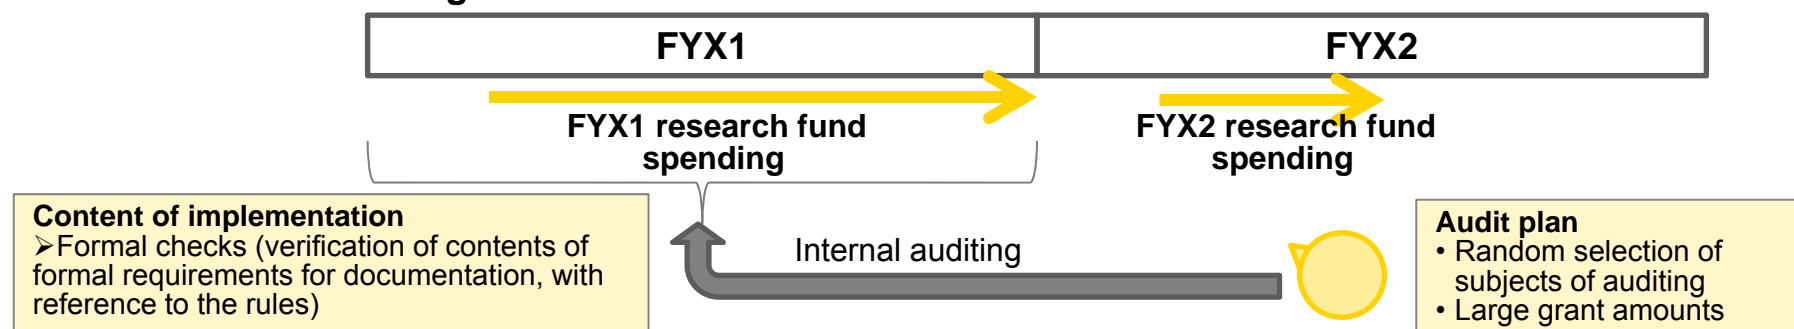 FYX1
FYX2
FYX1 research fund
spending
FYX2 research fund
spending
Content of implementation
➢Formal checks (verification of contents of
formal requirements for documentation, with
reference to the rules)
Internal auditing
Audit plan
• Random selection of
subjects of auditing
• Large grant amounts